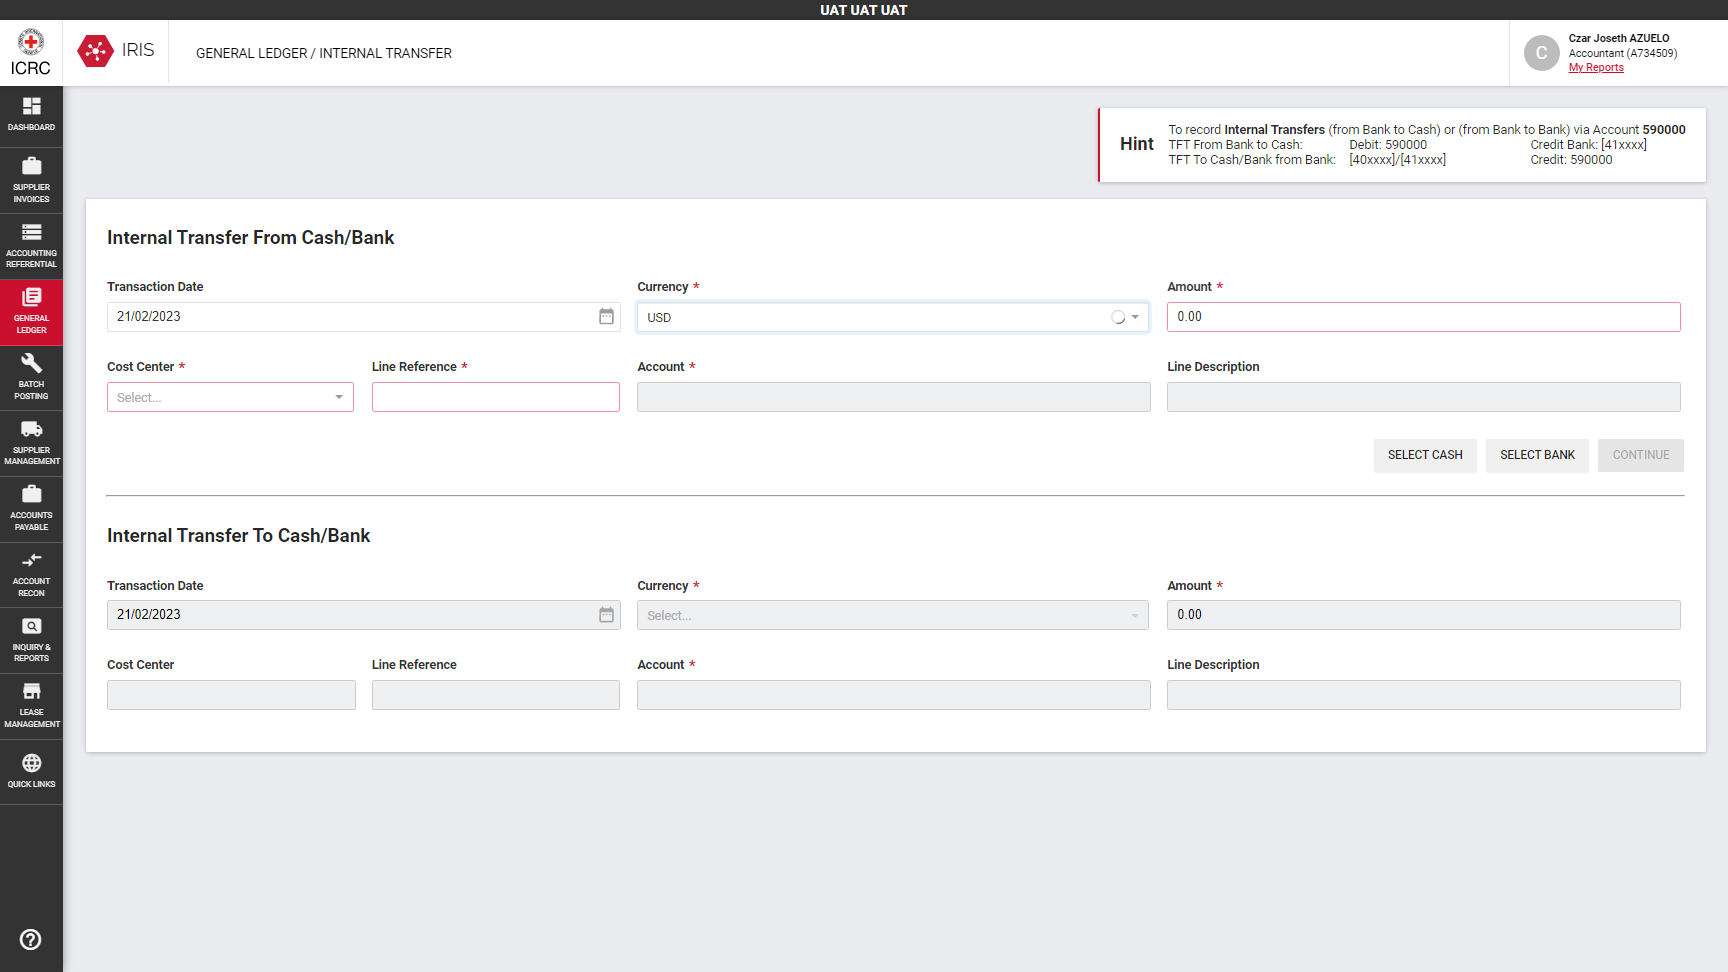 UAT UAT UAT
ICRC
IRIS
GENERAL LEDGER / INTERNAL TRANSFER
C
Czar Joseth AZUELO
Accountant (A734509)
My Reports
DASHBOARD
SUPPLIER
INVOICES
ACCOUNTING
REFERENTIAL
GENERAL
LEDGER
BATCH
POSTING
SUPPLIER
MANAGEMENT
ACCOUNTS
PAYABLE
ACCOUNT
RECON
INQUIRY &
REPORTS
LEASE
MANAGEMENT
QUICK LINKS
Hint
To record Internal Transfers (from Bank to Cash) or (from Bank to Bank) via Account 590000
TFT From Bank to Cash: Debit: 590000 Credit Bank: [41xxxx]
TFT To Cash/Bank from Bank: [40xxxx]/[41xxxx] Credit: 590000
Internal Transfer From Cash/Bank
Transaction Date Currency * Amount *
21/02/2023 USD 0.00
Cost Center * Line Reference * Account * Line Description
Select...
SELECT CASH SELECT BANK CONTINUE
Internal Transfer To Cash/Bank
Transaction Date Currency * Amount *
21/02/2023 Select... 0.00
Cost Center Line Reference Account * Line Description